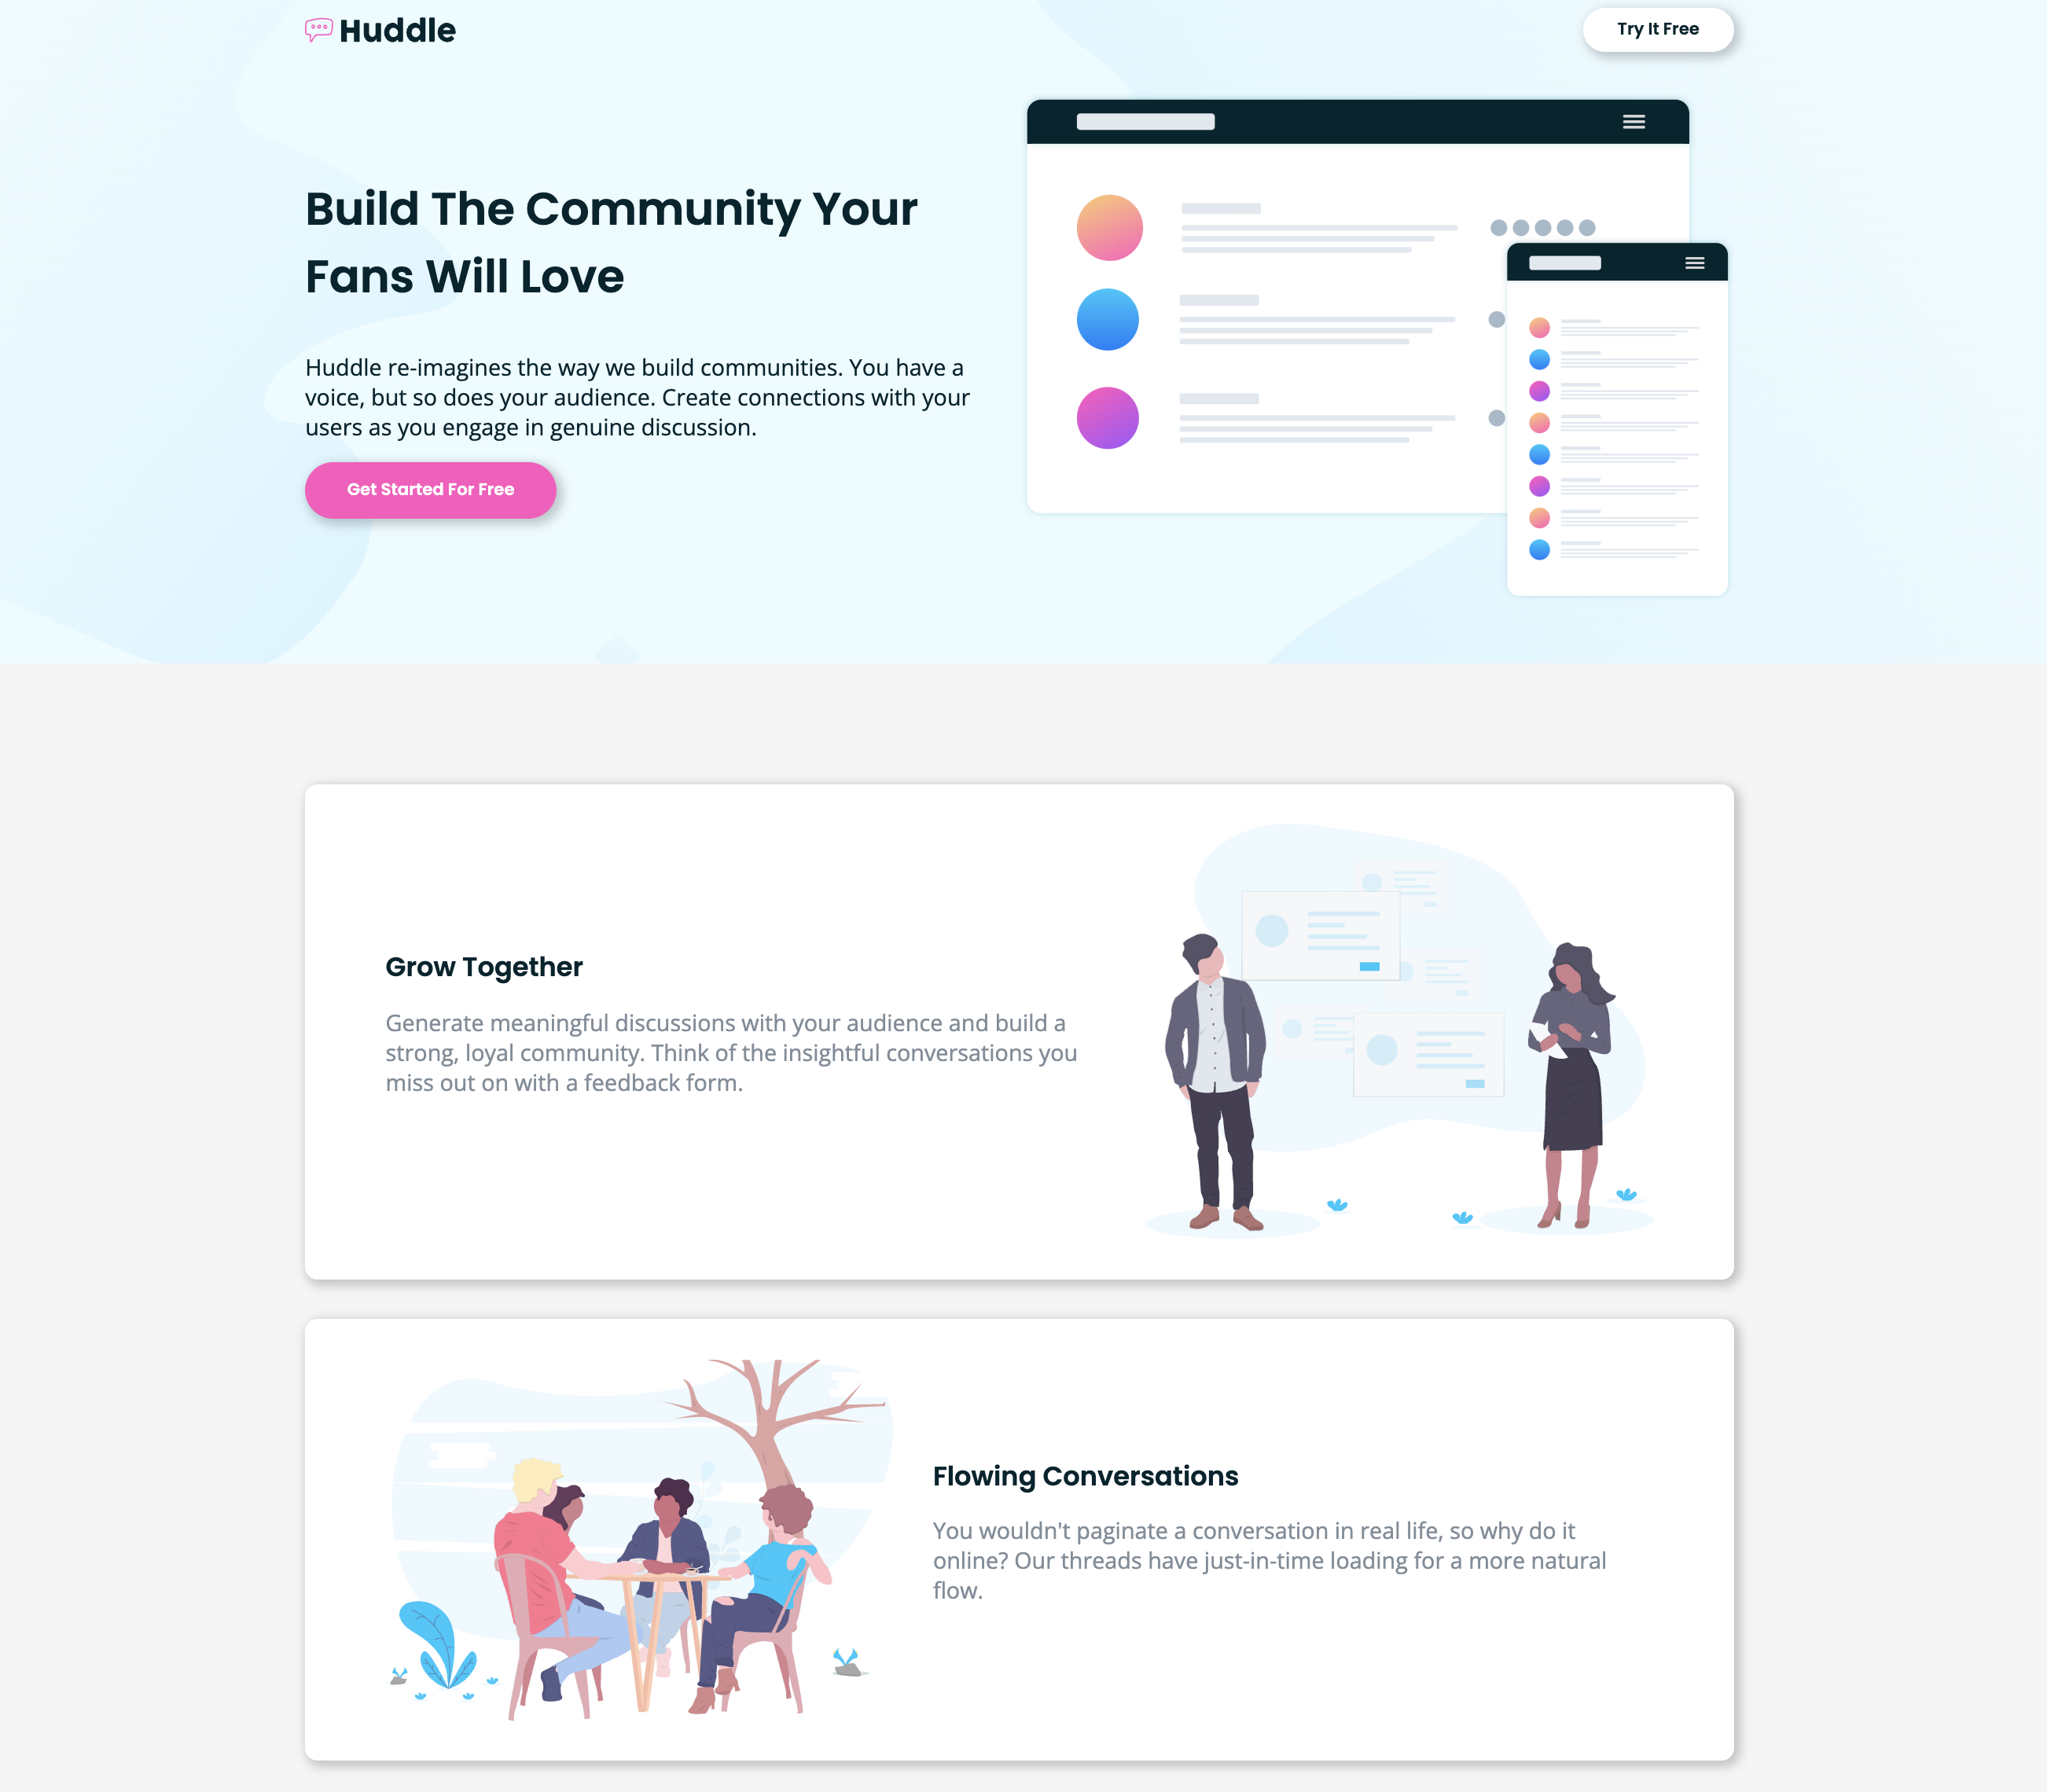 Huddle
Try It Free
Build The Community Your
Fans Will Love
Huddle re-imagines the way we build communities. You have a
voice, but so does your audience. Create connections with your
users as you engage in genuine discussion.
Get Started For Free
Grow Together
Generate meaningful discussions with your audience and build a
strong, loyal community. Think of the insightful conversations you
miss out on with a feedback form.
Flowing Conversations
You wouldn't paginate a conversation in real life, so why do it
online? Our threads have just-in-time loading for a more natural
flow.